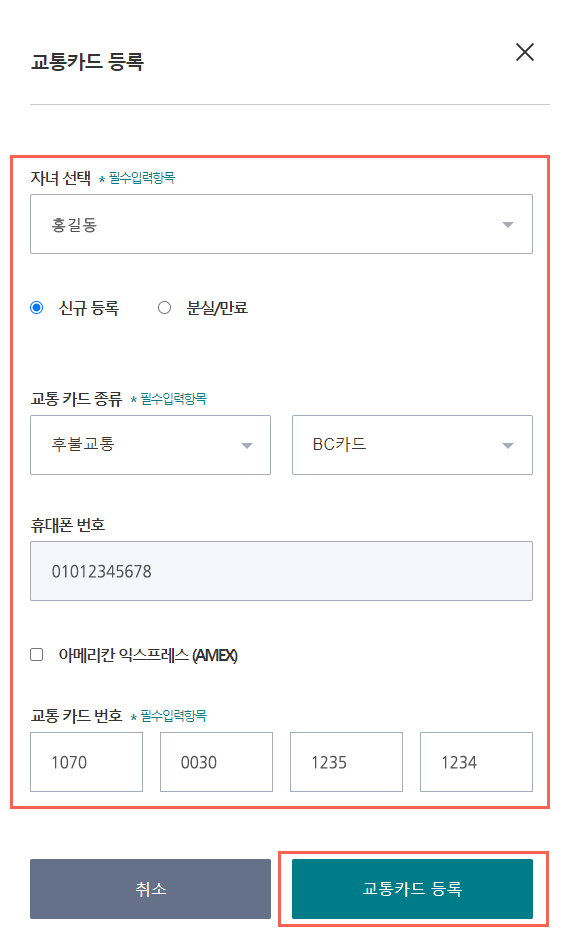 교통카드 등록
자녀 선택 * 필수입력항목
홍길동
신규 등록 분실/만료
교통 카드 종류 * 필수입력항목
후불교통 BC카드
휴대폰 번호
01012345678
아메리칸 익스프레스 (AMEX)
교통 카드 번호 * 필수입력항목
1070 0030 1235 1234
취소 교통카드 등록